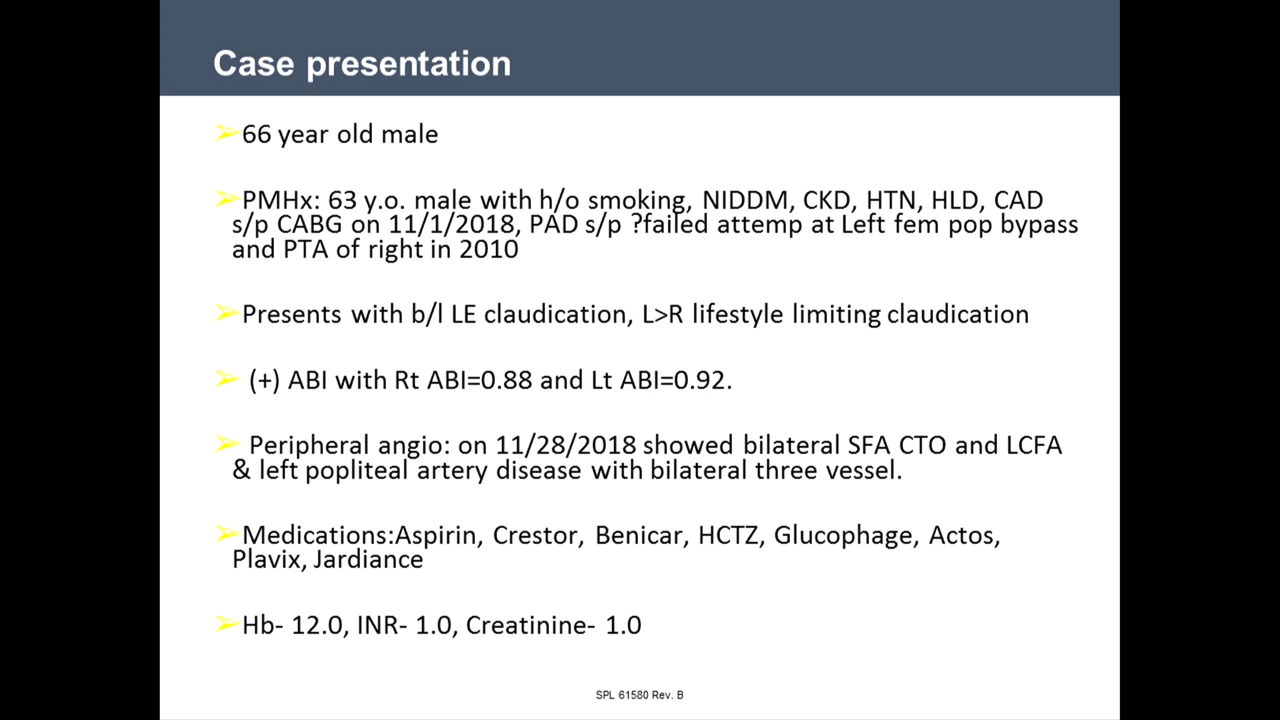 Case presentation
➢66 year old male
➢PMHx: 63 y.o. male with h/o smoking, NIDDM, CKD, HTN, HLD, CAD
s/p CABG on 11/1/2018, PAD s/p ?failed attemp at Left fem pop bypass
and PTA of right in 2010
➢Presents with b/l LE claudication, L>R lifestyle limiting claudication
➢ (+) ABI with Rt ABI=0.88 and Lt ABI=0.92.
➢ Peripheral angio: on 11/28/2018 showed bilateral SFA CTO and LCFA
& left popliteal artery disease with bilateral three vessel.
➢Medications:Aspirin, Crestor, Benicar, HCTZ, Glucophage, Actos,
Plavix, Jardiance
➢Hb- 12.0, INR- 1.0, Creatinine- 1.0
SPL 61580 Rev. B